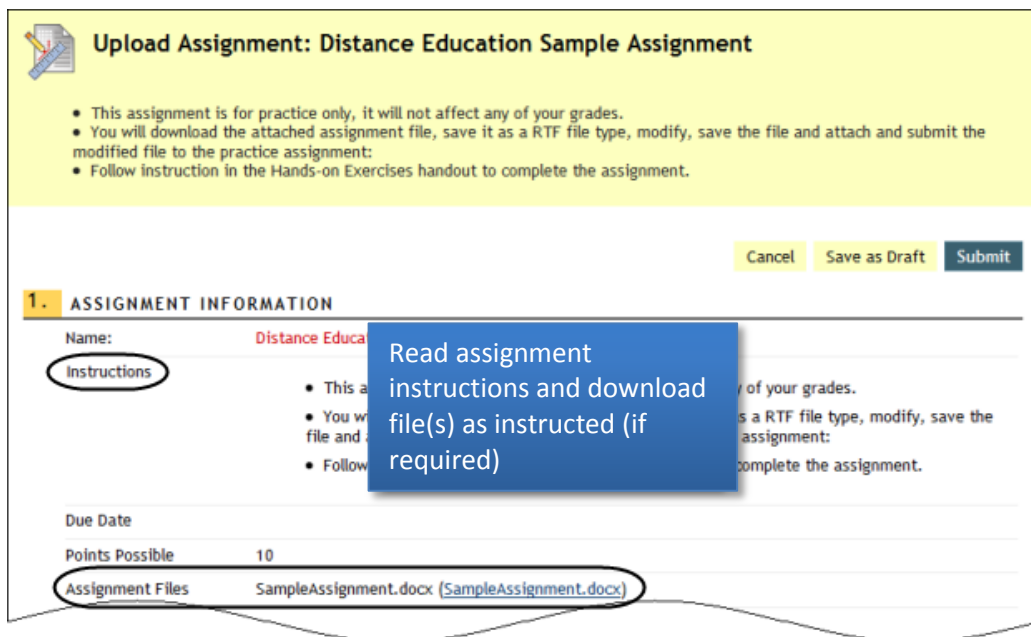 Upload Assignment: Distance Education Sample Assignment
• This assignment is for practice only, it will not affect any of your grades.
• You will download the attached assignment file, save it as a RTF file type, modify, save the file and attach and submit the
modified file to the practice assignment:
• Follow instruction in the Hands-on Exercises handout to complete the assignment.
Cancel Save as Draft Submit
1. ASSIGNMENT INFORMATION
Name: Distance Educat
Instructions
• This a y of your grades.
• You wi s a RTF file type, modify, save the
file and a assignment:
• Follow complete the assignment.
Read assignment
instructions and download
file(s) as instructed (if
required)
Due Date
Points Possible 10
Assignment Files SampleAssignment.docx (SampleAssignment.docx)